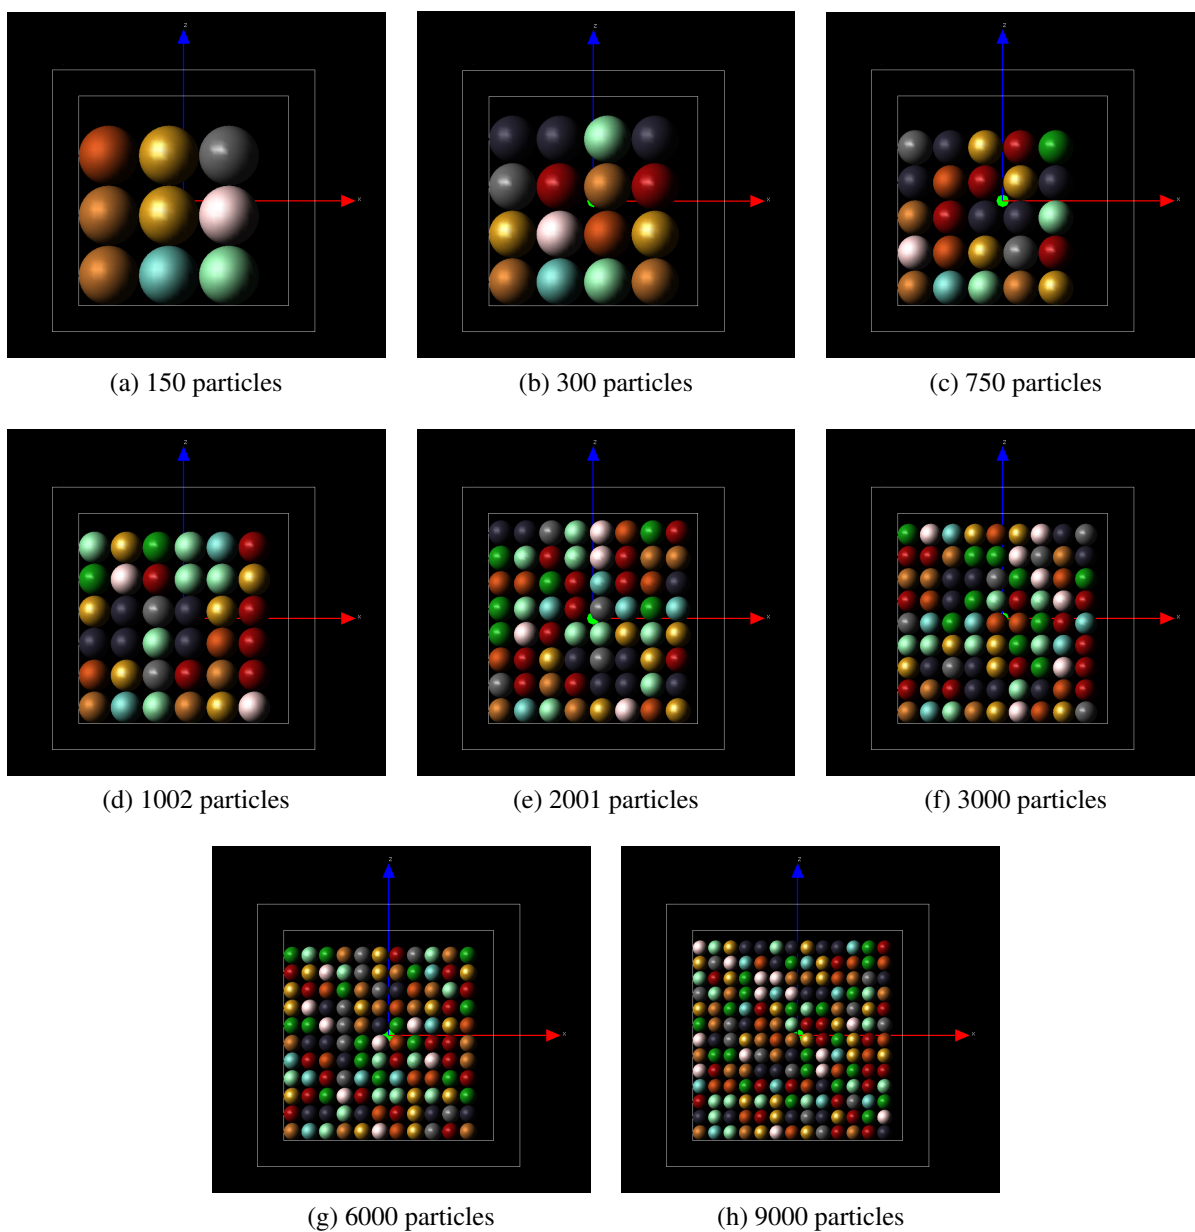 z
z
z
x
x
x
(a) 150 particles
(b) 300 particles
(c) 750 particles
z
z
z
x
x
x
(d) 1002 particles
(e) 2001 particles
(f) 3000 particles
z
z
x
x
(g) 6000 particles
(h) 9000 particles